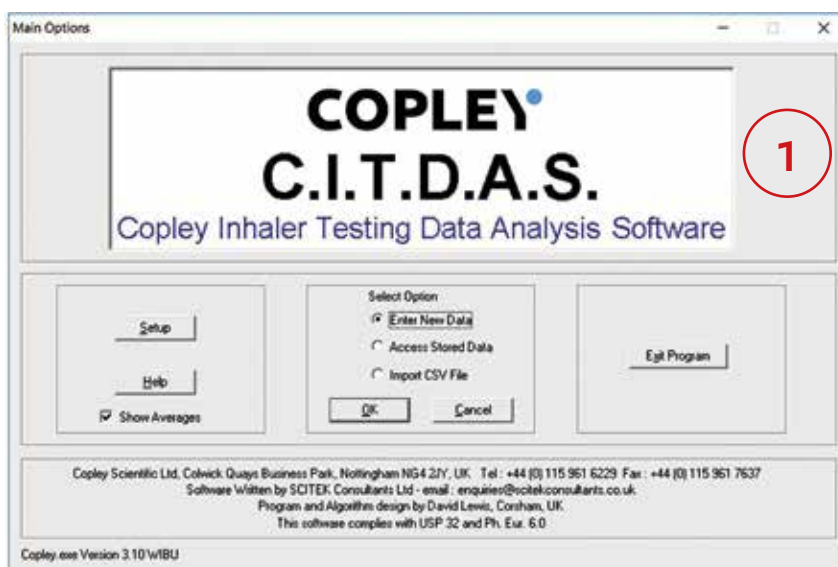 Main Options
COPLEY
C.I.T.D.A.S.
Copley Inhaler Testing Data Analysis Software
1
Setup
Help
Show Averages
Select Option
Enter New Data
Access Stored Data
Import CSV File
OK
Cancel
Exit Program
Copley Scientific Ltd, Colwick Quays Business Park, Nottingham NG4 2JY, UK Tel : +44 (0) 115 961 6229 Fax : +44 (0) 115 961 7637
Software Written by SCITEK Consultants Ltd - email : enquiries@scitekconsultants.co.uk
Program and Algorithm design by David Lewis, Corsham, UK
This software complies with USP 32 and Ph. Eur. 6.0
Copley.exe Version 3.10 WIBU